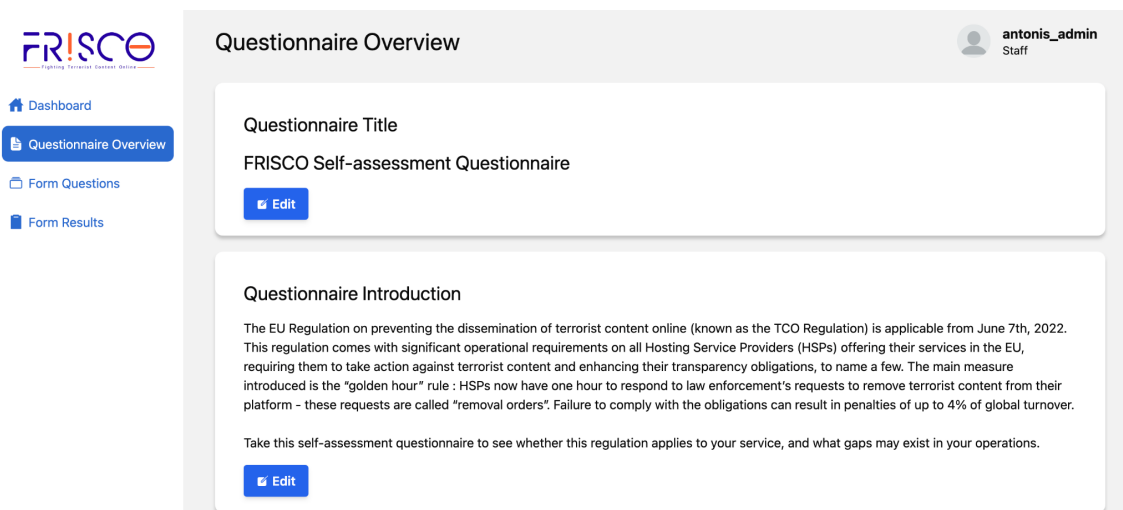 FR!SCO
Fighting Terrorist Content Online
Dashboard
Questionnaire Overview
Form Questions
Form Results
Questionnaire Overview
antonis_admin
Staff
Questionnaire Title
FRISCO Self-assessment Questionnaire
Edit
Questionnaire Introduction
The EU Regulation on preventing the dissemination of terrorist content online (known as the TCO Regulation) is applicable from June 7th, 2022.
This regulation comes with significant operational requirements on all Hosting Service Providers (HSPs) offering their services in the EU,
requiring them to take action against terrorist content and enhancing their transparency obligations, to name a few. The main measure
introduced is the “golden hour” rule : HSPs now have one hour to respond to law enforcement’s requests to remove terrorist content from their
platform - these requests are called “removal orders”. Failure to comply with the obligations can result in penalties of up to 4% of global turnover.
Take this self-assessment questionnaire to see whether this regulation applies to your service, and what gaps may exist in your operations.
Edit